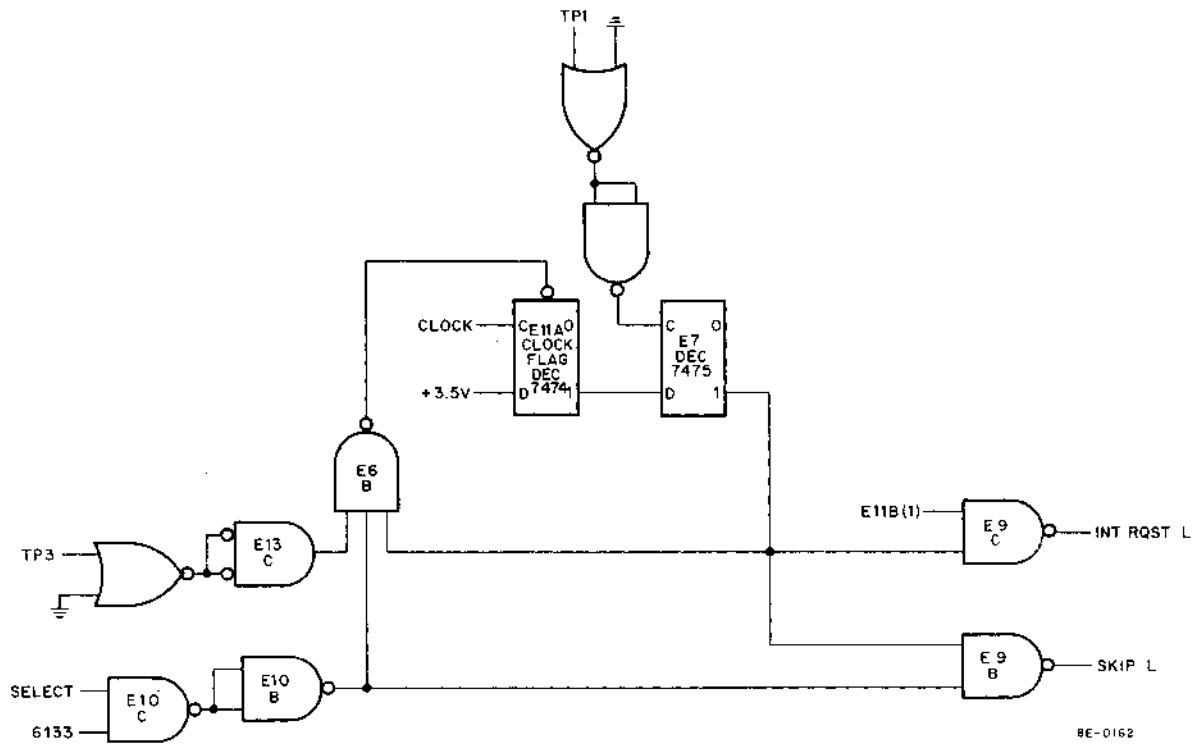 TP1
CLOCK
+3.5V
C
E11A
0
CLOCK
FLAG
DEC
7474
D
1
C
0
E7
DEC
7475
D
1
E6
B
TP3
E13
C
E11B(1)
E9
C
INT RQST L
SELECT
6133
E10
C
E10
B
E9
B
SKIP L
8E-0162